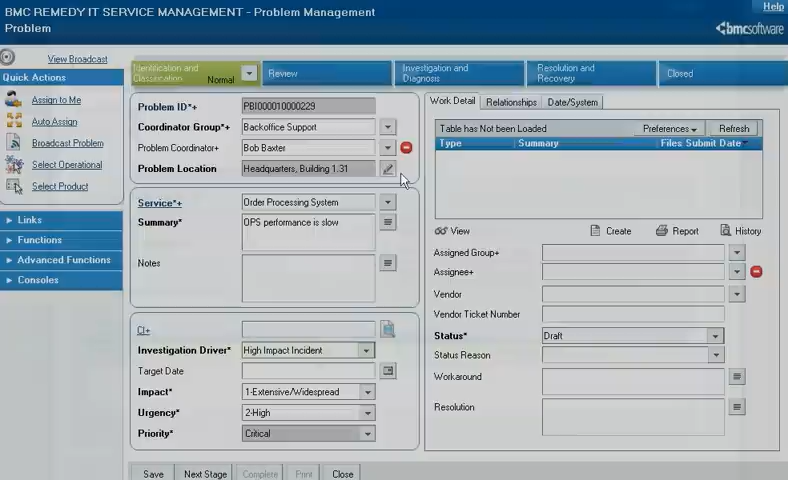 BMC REMEDY IT SERVICE MANAGEMENT - Problem Management
Help
Problem
bmcsoftware
View Broadcast
Quick Actions
Assign to Me
Auto Assign
Broadcast Problem
Select Operational
Select Product
Links
Functions
Advanced Functions
Consoles
Identification and
Classification
Normal
Review
Investigation and
Diagnosis
Resolution and
Recovery
Closed
Problem ID*+
PBI000010000229
Coordinator Group*+
Backoffice Support
Problem Coordinator+
Bob Baxter
Problem Location
Headquarters, Building 1.31
Service*+
Order Processing System
Summary*
OPS performance is slow
Notes
CI+
Investigation Driver*
High Impact Incident
Target Date
Impact*
1-Extensive/Widespread
Urgency*
2-High
Priority*
Critical
Work Detail
Relationships
Date/System
Table has Not been Loaded
Preferences
Refresh
Type
Summary
Files
Submit Date
View
Create
Report
History
Assigned Group+
Assignee+
Vendor
Vendor Ticket Number
Status*
Draft
Status Reason
Workaround
Resolution
Save
Next Stage
Complete
Print
Close